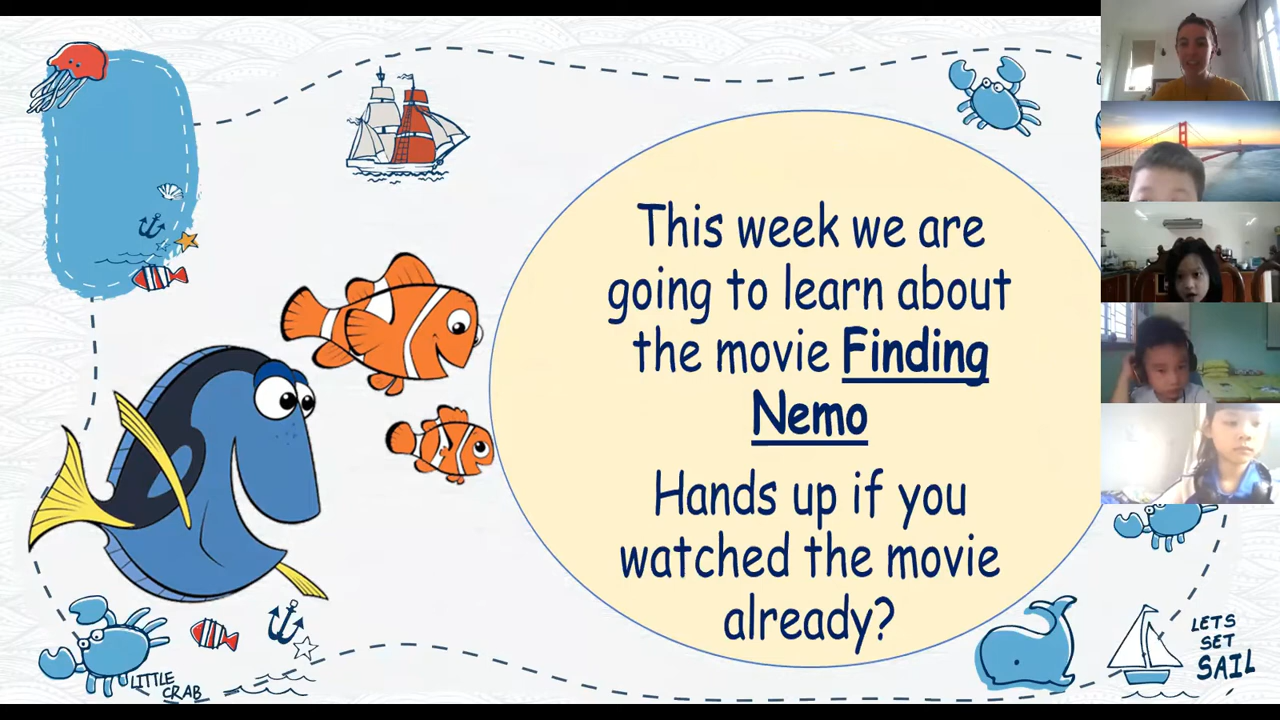 This week we are
going to learn about
the movie Finding
Nemo
Hands up if you
watched the movie
already?
LITTLE
CRAB
LETS
SET
SAIL